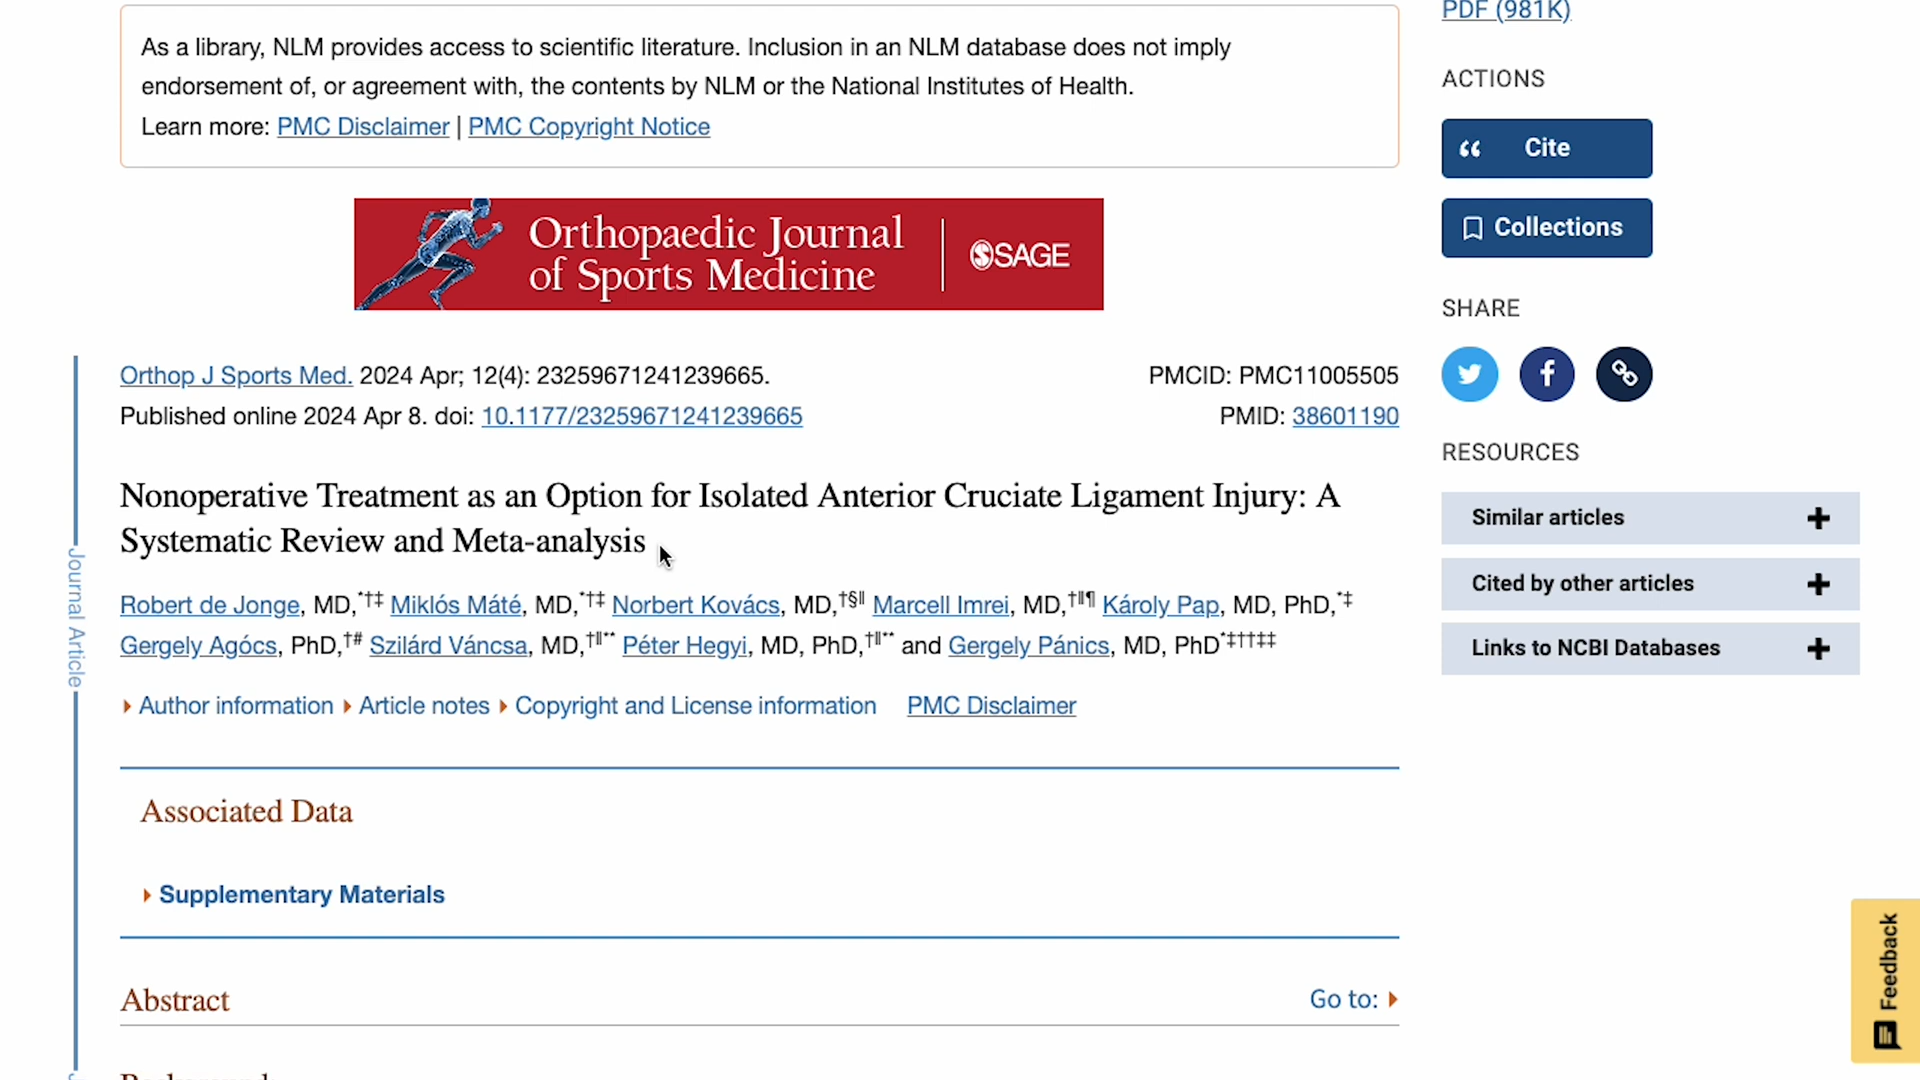 PDF (981K)
As a library, NLM provides access to scientific literature. Inclusion in an NLM database does not imply
endorsement of, or agreement with, the contents by NLM or the National Institutes of Health.
Learn more: PMC Disclaimer | PMC Copyright Notice
Orthopaedic Journal
of Sports Medicine
SAGE
Orthop J Sports Med. 2024 Apr; 12(4): 23259671241239665.
PMCID: PMC11005505
Published online 2024 Apr 8. doi: 10.1177/23259671241239665
PMID: 38601190
Nonoperative Treatment as an Option for Isolated Anterior Cruciate Ligament Injury: A
Systematic Review and Meta-analysis
Robert de Jonge, MD,*†‡ Miklós Máté, MD,*†‡ Norbert Kovács, MD,†§‖ Marcell Imrei, MD,†‖¶ Károly Pap, MD, PhD,*‡
Gergely Agócs, PhD,†# Szilárd Váncsa, MD,†‖** Péter Hegyi, MD, PhD,†‖** and Gergely Pánics, MD, PhD*‡††‡‡
Author information Article notes Copyright and License information PMC Disclaimer
Associated Data
Supplementary Materials
Abstract
Go to:
Journal Article
ACTIONS
Cite
Collections
SHARE
RESOURCES
Similar articles
Cited by other articles
Links to NCBI Databases
Feedback